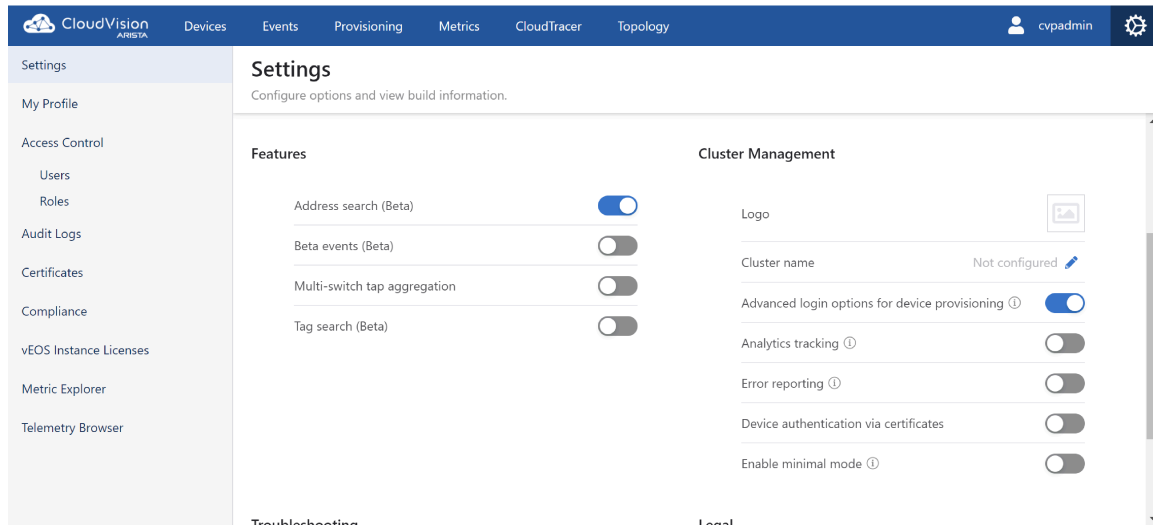 CloudVision
ARISTA
Devices
Events
Provisioning
Metrics
CloudTracer
Topology
cvpadmin
Settings
My Profile
Access Control
Users
Roles
Audit Logs
Certificates
Compliance
vEOS Instance Licenses
Metric Explorer
Telemetry Browser
Settings
Configure options and view build information.
Features
Address search (Beta)
Beta events (Beta)
Multi-switch tap aggregation
Tag search (Beta)
Cluster Management
Logo
Cluster name Not configured
Advanced login options for device provisioning
Analytics tracking
Error reporting
Device authentication via certificates
Enable minimal mode
Troubleshooting
Legal